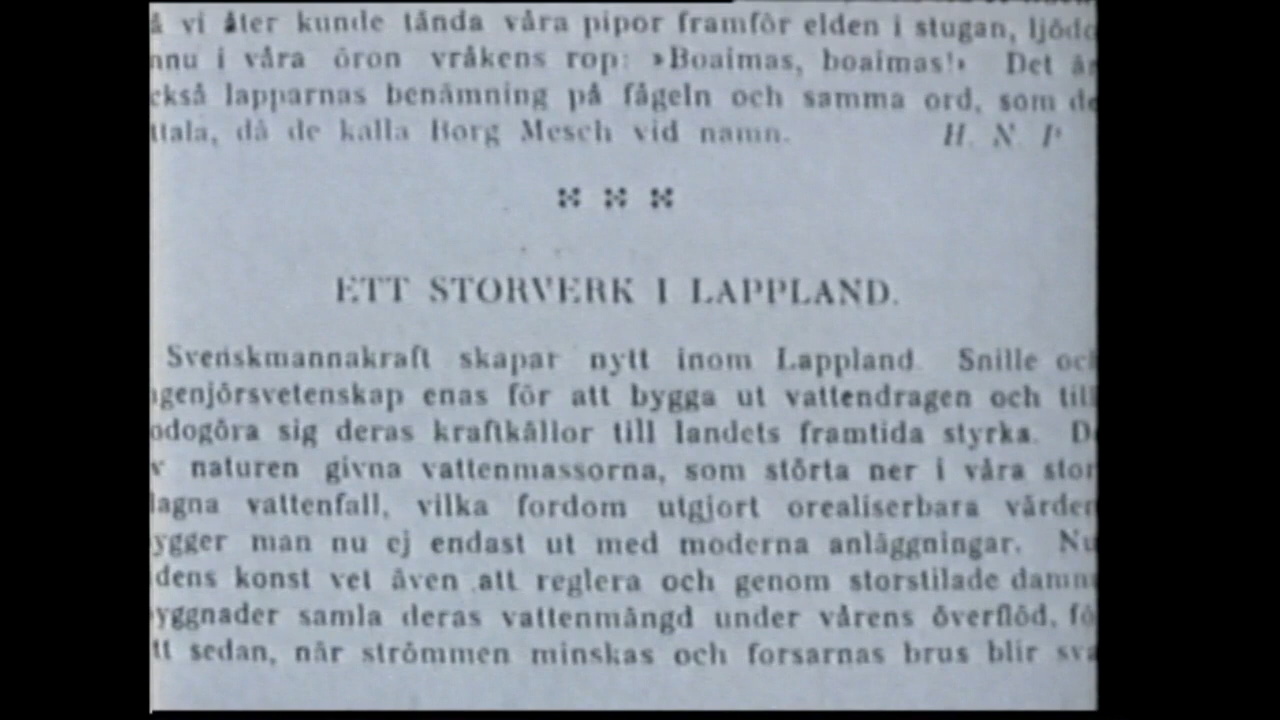 å vi åter kunde tända våra pipor framför elden i stugan, ljödo
nnu i våra öron vråkens rop: »Boaimas, boaimas!» Det är
ckså lapparnas benämning på fågeln och samma ord, som de
ttala, då de kalla Borg Mesch vid namn. H. N. P
ETT STORVERK I LAPPLAND.
Svenskmannakraft skapar nytt inom Lappland. Snille och
ngenjörsvetenskap enas för att bygga ut vattendragen och till
odogöra sig deras kraftkällor till landets framtida styrka. De
v naturen givna vattenmassorna, som störta ner i våra stor
lagna vattenfall, vilka fordom utgjort orealiserbara värden
ygger man nu ej endast ut med moderna anläggningar. Nu
dens konst vet även att reglera och genom storstilade damm
yggnader samla deras vattenmängd under vårens överflöd, fö
tt sedan, når strömmen minskas och forsarnas brus blir sva